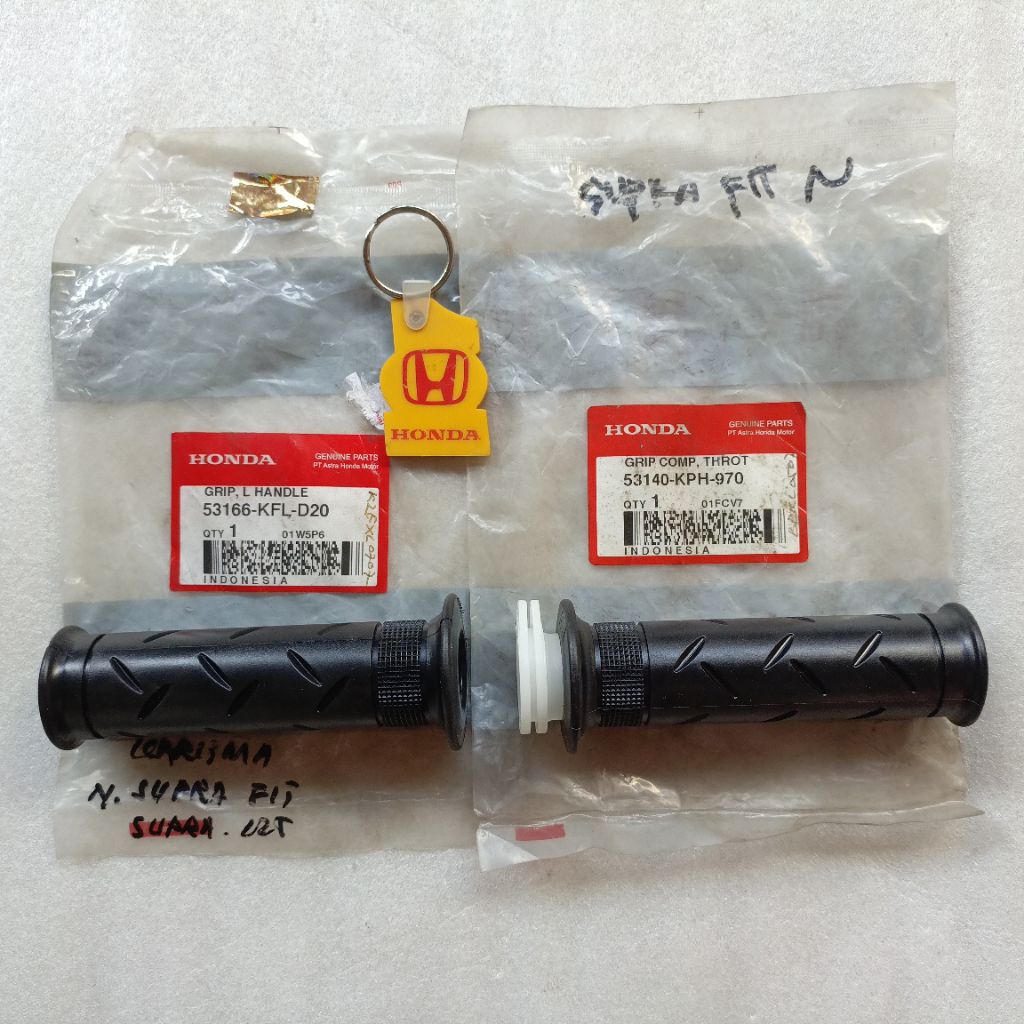 SUPRA FIT N
HONDA
HONDA
GENUINE PARTS
PT Astra Honda Motor
GRIP, L HANDLE
53166-KFL-D20
QTY 1 01W5P6
INDONESIA
HONDA
GENUINE PARTS
PT Astra Honda Motor
GRIP COMP, THROT
53140-KPH-970
QTY 1 01FCV7
INDONESIA
KARISMA
N. SUPRA FIT
SUPRA